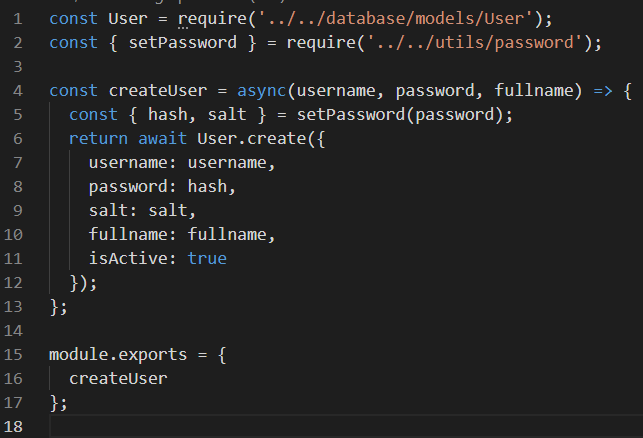 1 const User = require('../../database/models/User');
2 const { setPassword } = require('../../utils/password');
3
4 const createUser = async(username, password, fullname) => {
5   const { hash, salt } = setPassword(password);
6   return await User.create({
7     username: username,
8     password: hash,
9     salt: salt,
10     fullname: fullname,
11     isActive: true
12   });
13 };
14
15 module.exports = {
16   createUser
17 };
18